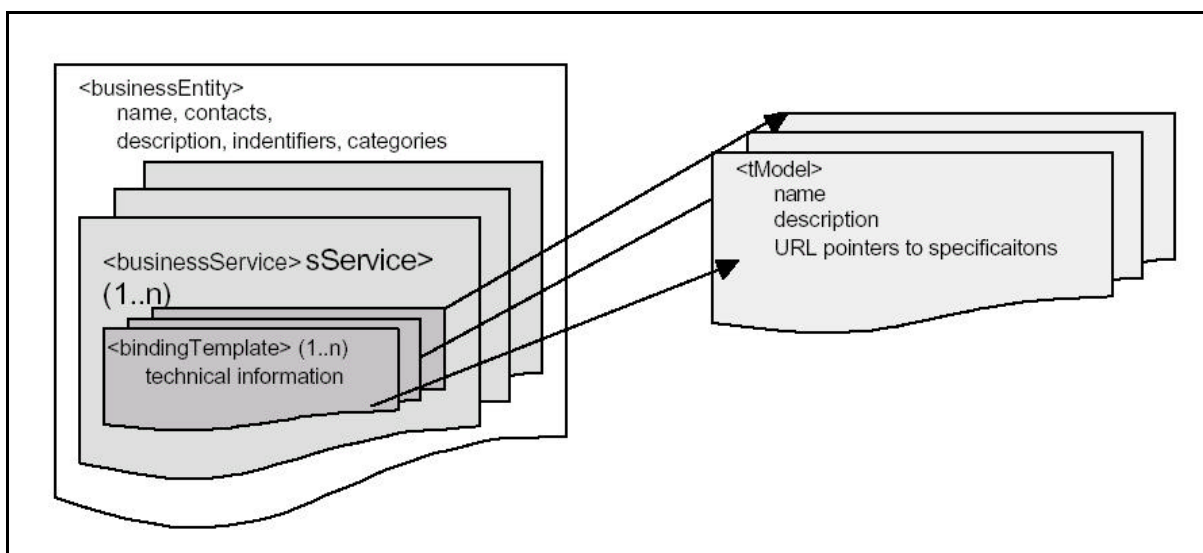 <businessEntity>
name, contacts,
description, indentifiers, categories
<businessService> sService>
(1..n)
<bindingTemplate> (1..n)
technical information
<tModel>
name
description
URL pointers to specificaitons